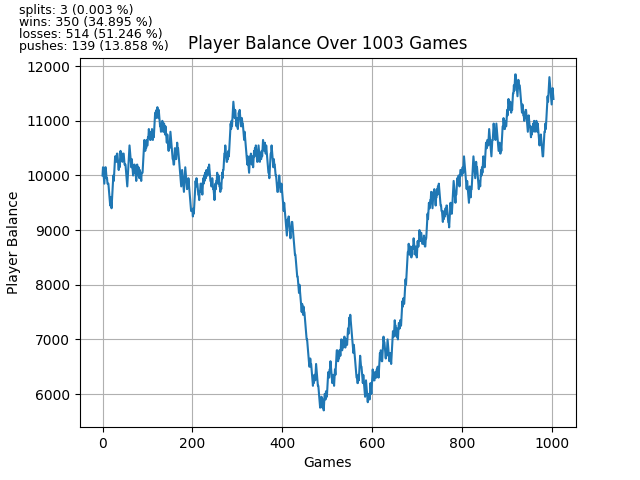 splits: 3 (0.003 %)
wins: 350 (34.895 %)
losses: 514 (51.246 %)
pushes: 139 (13.858 %)
Player Balance Over 1003 Games
12000
11000
10000
9000
8000
7000
6000
Player Balance
0 200 400 600 800 1000
Games